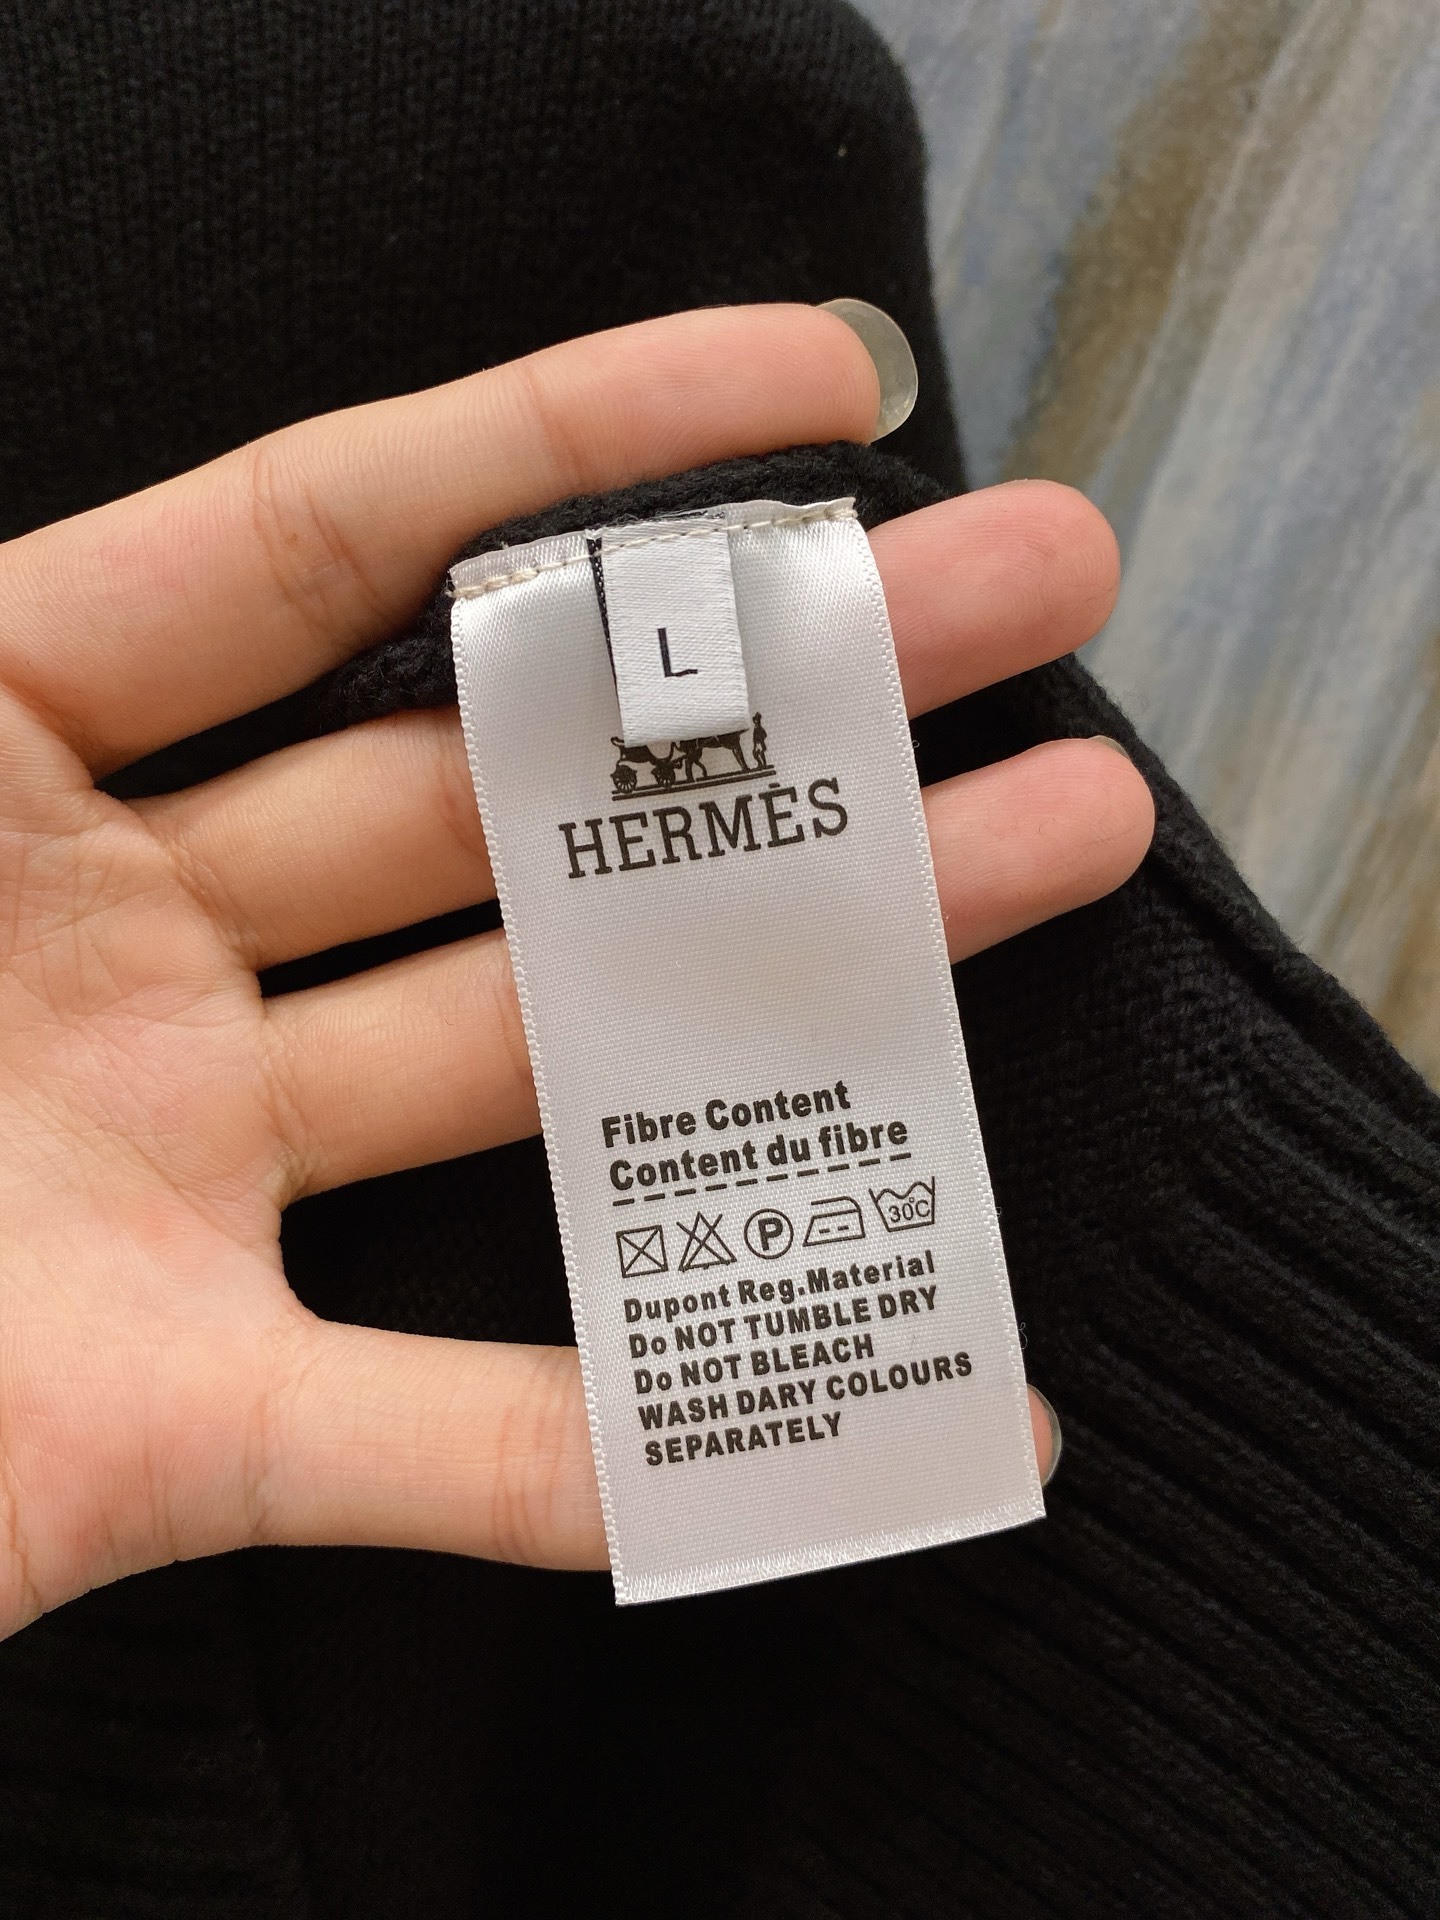 L
HERMÈS
Fibre Content
Content du fibre
P
30°C
Dupont Reg.Material
Do NOT TUMBLE DRY
Do NOT BLEACH
WASH DARY COLOURS
SEPARATELY